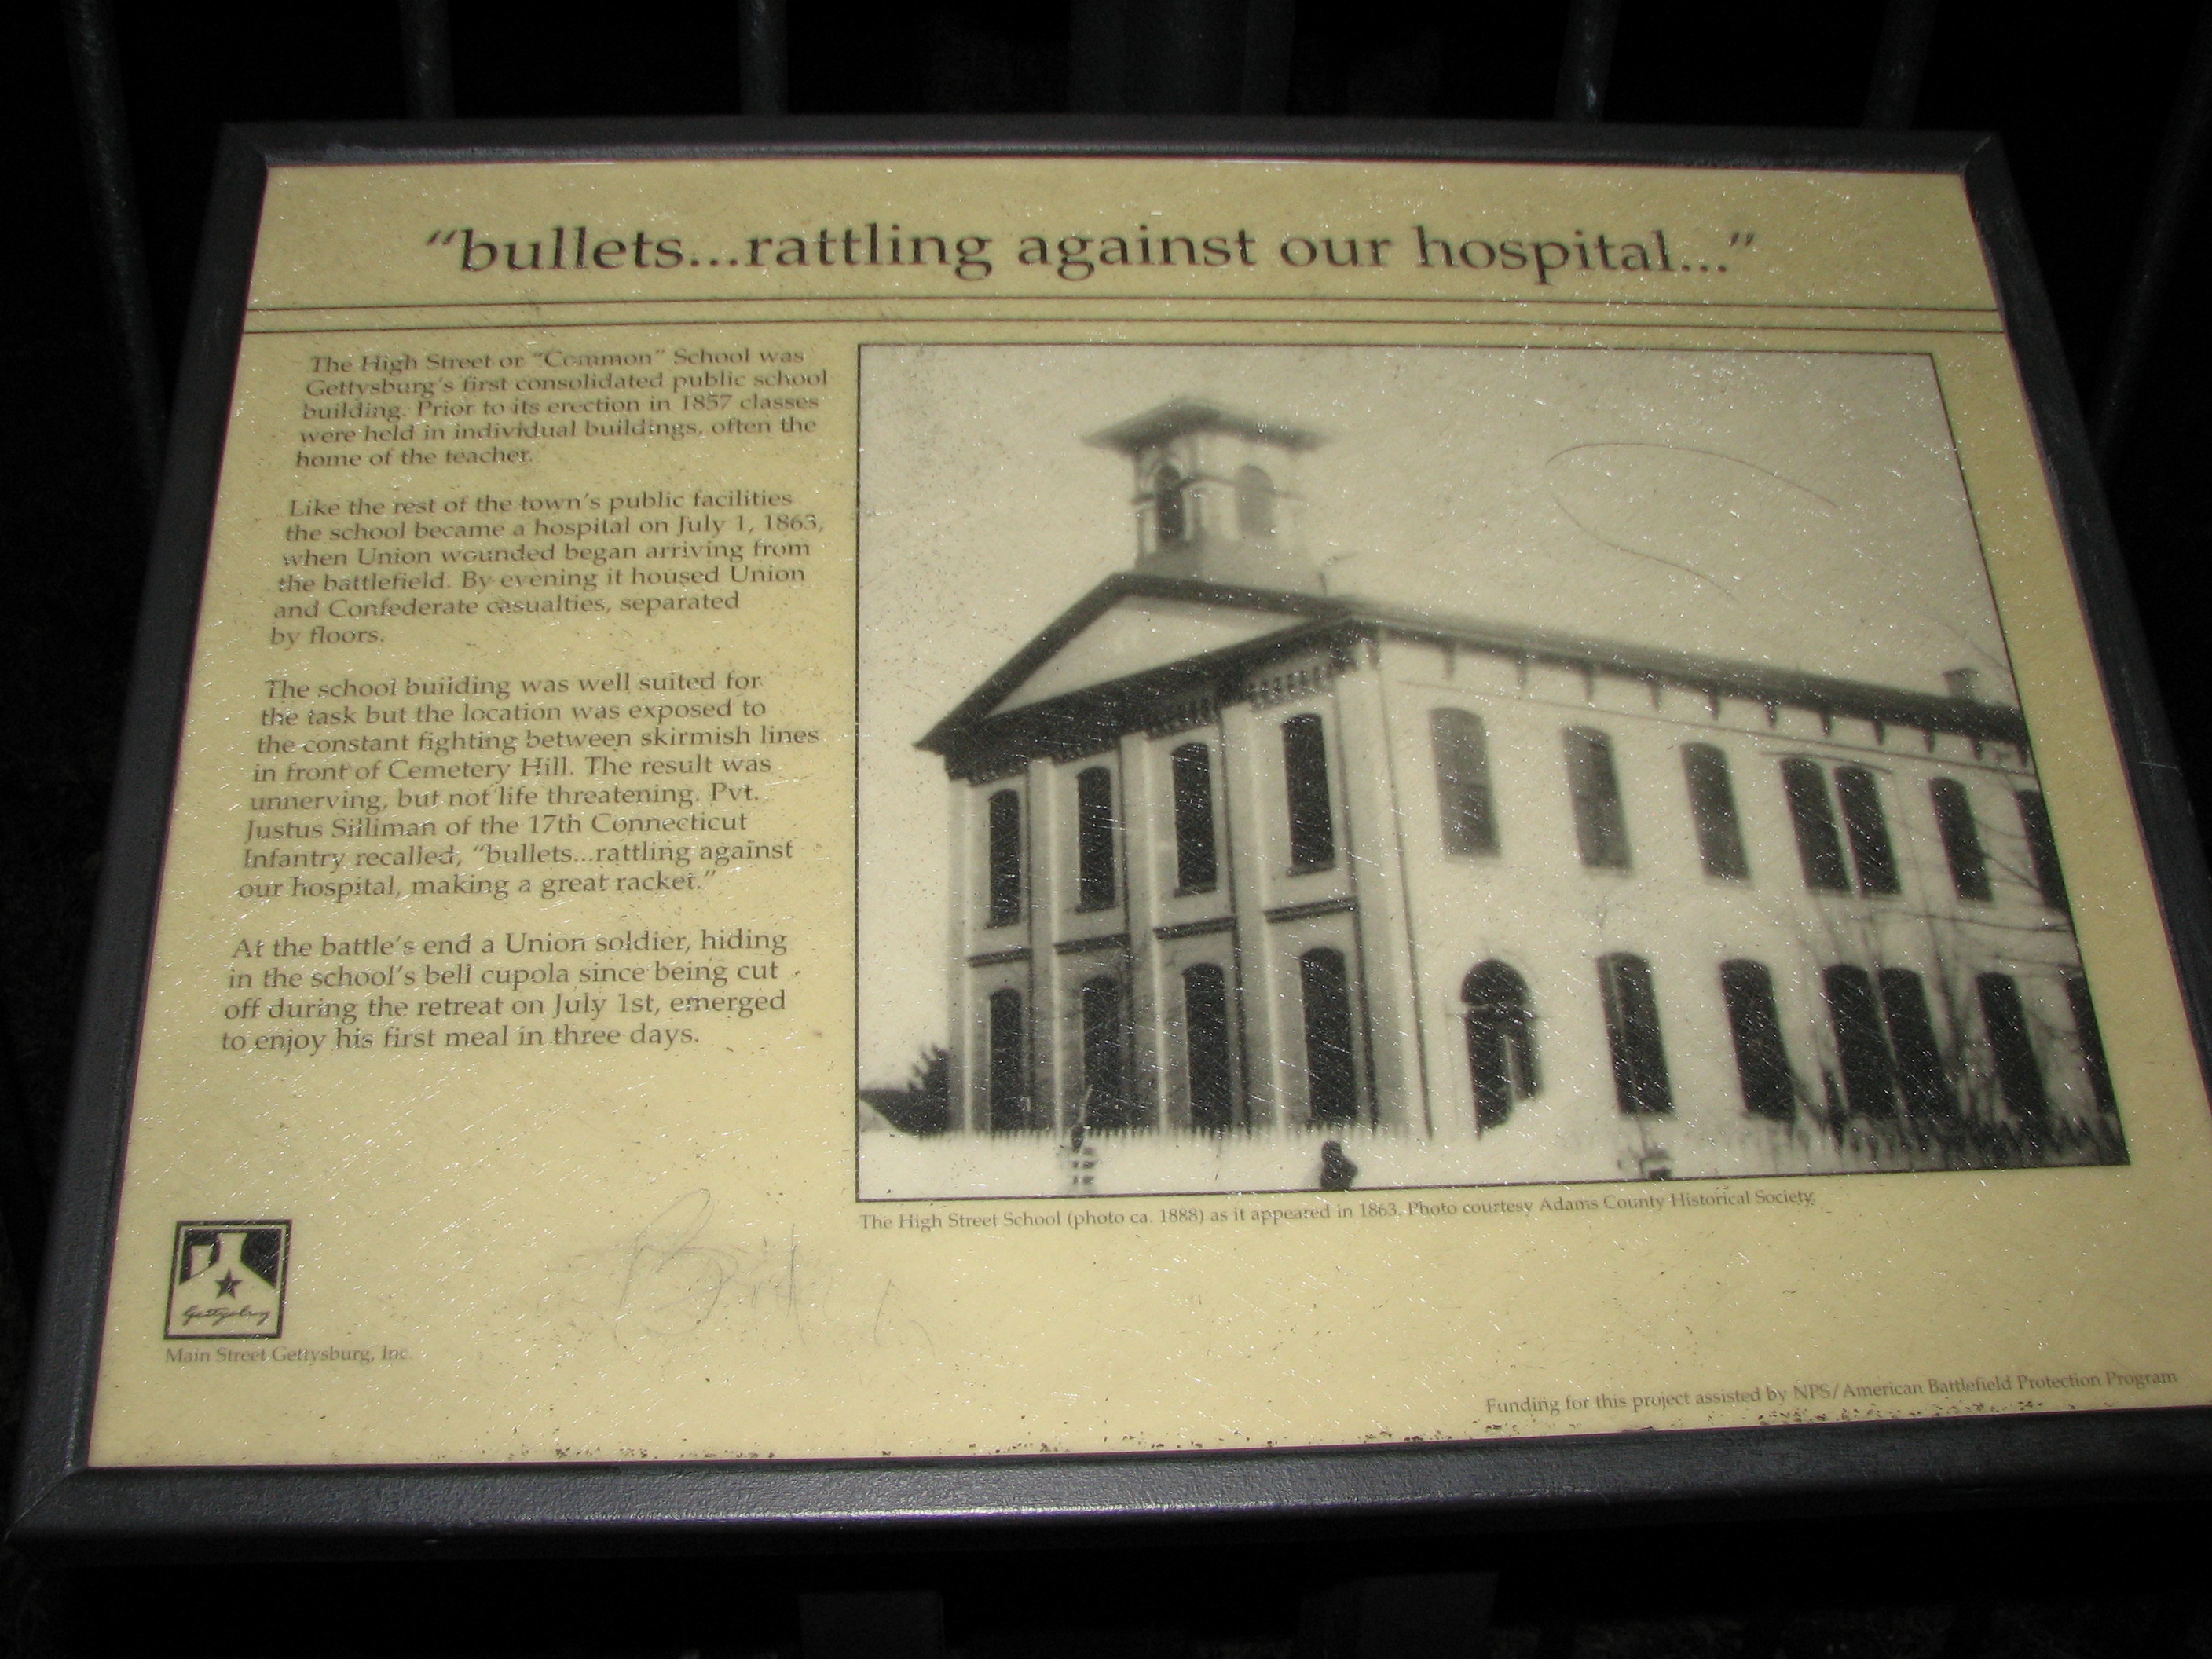 “bullets...rattling against our hospital...”
The High Street or “Common” School was
Gettysburg’s first consolidated public school
building. Prior to its erection in 1857 classes
were held in individual buildings, often the
home of the teacher.
Like the rest of the town’s public facilities
the school became a hospital on July 1, 1863,
when Union wounded began arriving from
the battlefield. By evening it housed Union
and Confederate casualties, separated
by floors.
The school building was well suited for
the task but the location was exposed to
the constant fighting between skirmish lines
in front of Cemetery Hill. The result was
unnerving, but not life threatening. Pvt.
Justus Silliman of the 17th Connecticut
Infantry recalled, “bullets...rattling against
our hospital, making a great racket.”
At the battle’s end a Union soldier, hiding
in the school’s bell cupola since being cut
off during the retreat on July 1st, emerged
to enjoy his first meal in three days.
The High Street School (photo ca. 1888) as it appeared in 1863. Photo courtesy Adams County Historical Society.
Gettysburg
Main Street Gettysburg, Inc.
Funding for this project assisted by NPS/American Battlefield Protection Program